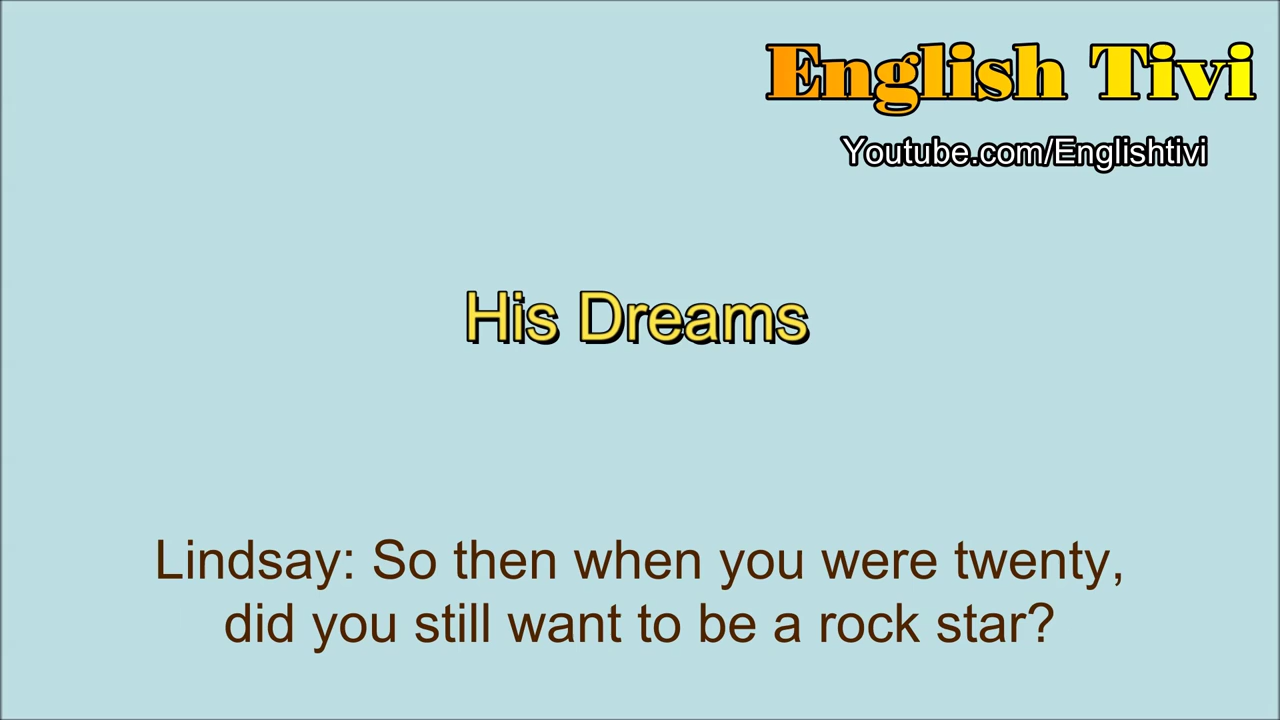 English Tivi
Youtube.com/Englishtivi
His Dreams
Lindsay: So then when you were twenty,
did you still want to be a rock star?